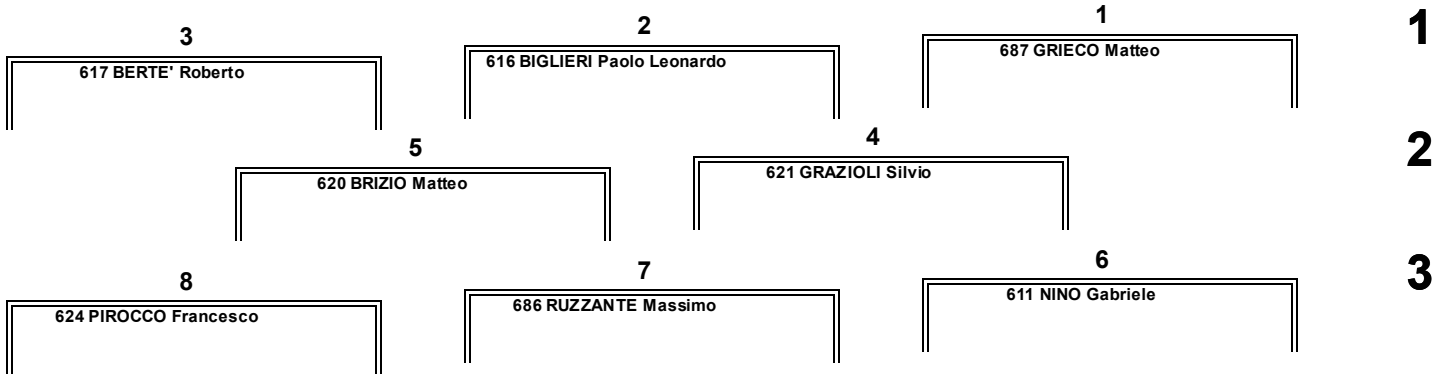 3
2
1
1
617 BERTE' Roberto
616 BIGLIERI Paolo Leonardo
687 GRIECO Matteo
5
4
2
620 BRIZIO Matteo
621 GRAZIOLI Silvio
8
7
6
3
624 PIROCCO Francesco
686 RUZZANTE Massimo
611 NINO Gabriele